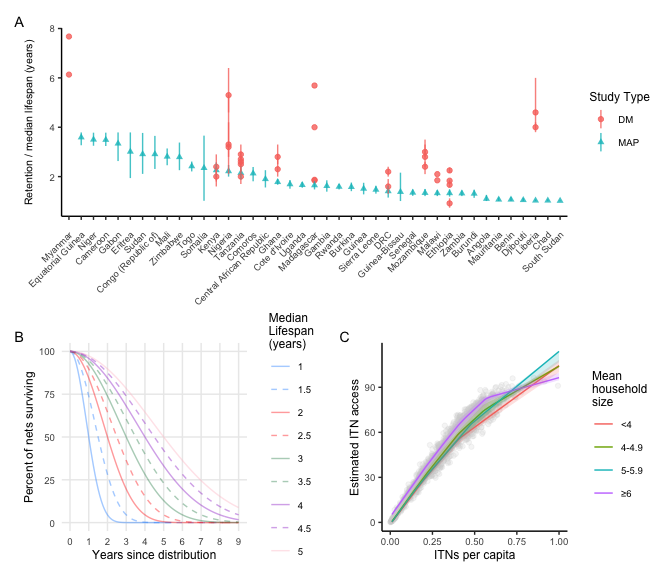 A
Retention / median lifespan (years)
8
6
4
2
Myanmar
Equatorial Guinea
Niger
Cameroon
Gabon
Eritrea
Sudan
Congo (Republic of)
Mali
Zimbabwe
Togo
Somalia
Kenya
Nigeria
Tanzania
Comoros
Central African Republic
Ghana
Cote d'Ivoire
Uganda
Madagascar
Gambia
Rwanda
Burkina
Guinea
Sierra Leone
DRC
Guinea-Bissau
Senegal
Mozambique
Malawi
Ethiopia
Zambia
Burundi
Angola
Mauritania
Benin
Djibouti
Liberia
Chad
South Sudan
Study Type
DM
MAP
B
Percent of nets surviving
100
75
50
25
0
0 1 2 3 4 5 6 7 8 9
Years since distribution
Median
Lifespan
(years)
1
1.5
2
2.5
3
3.5
4
4.5
5
C
Estimated ITN access
90
60
30
0
0.00 0.25 0.50 0.75 1.00
ITNs per capita
Mean
household
size
<4
4-4.9
5-5.9
≥6